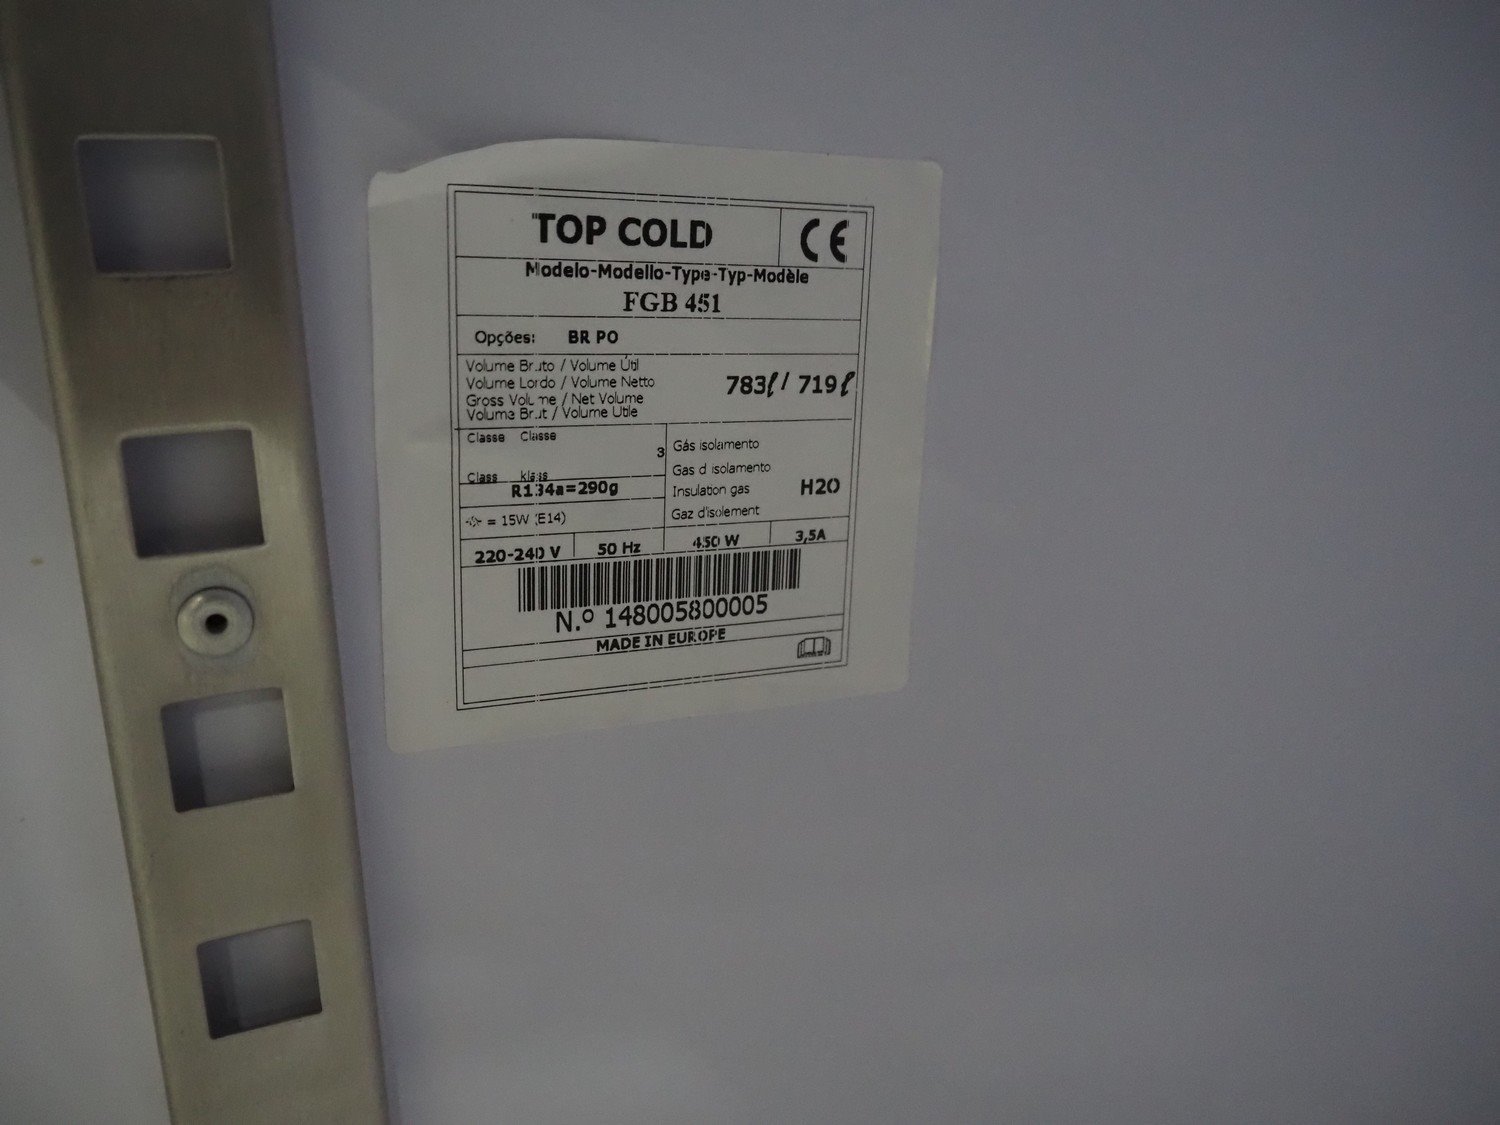 TOP COLD CE
Modelo-Modello-Type-Typ-Modèle
FGB 451
Opções: BR PO
Volume Bruto / Volume Útil
Volume Lordo / Volume Netto
Gross Volume / Net Volume
Volume Brut / Volume Utile
783ℓ / 719ℓ
Classe Classe
3
Class klass
R134a=290g
= 15W (E14)
Gás isolamento
Gas d isolamento
Insulation gas
Gaz d'isolement
H2O
220-240 V 50 Hz 450 W 3,5A
N.º 148005800005
MADE IN EUROPE